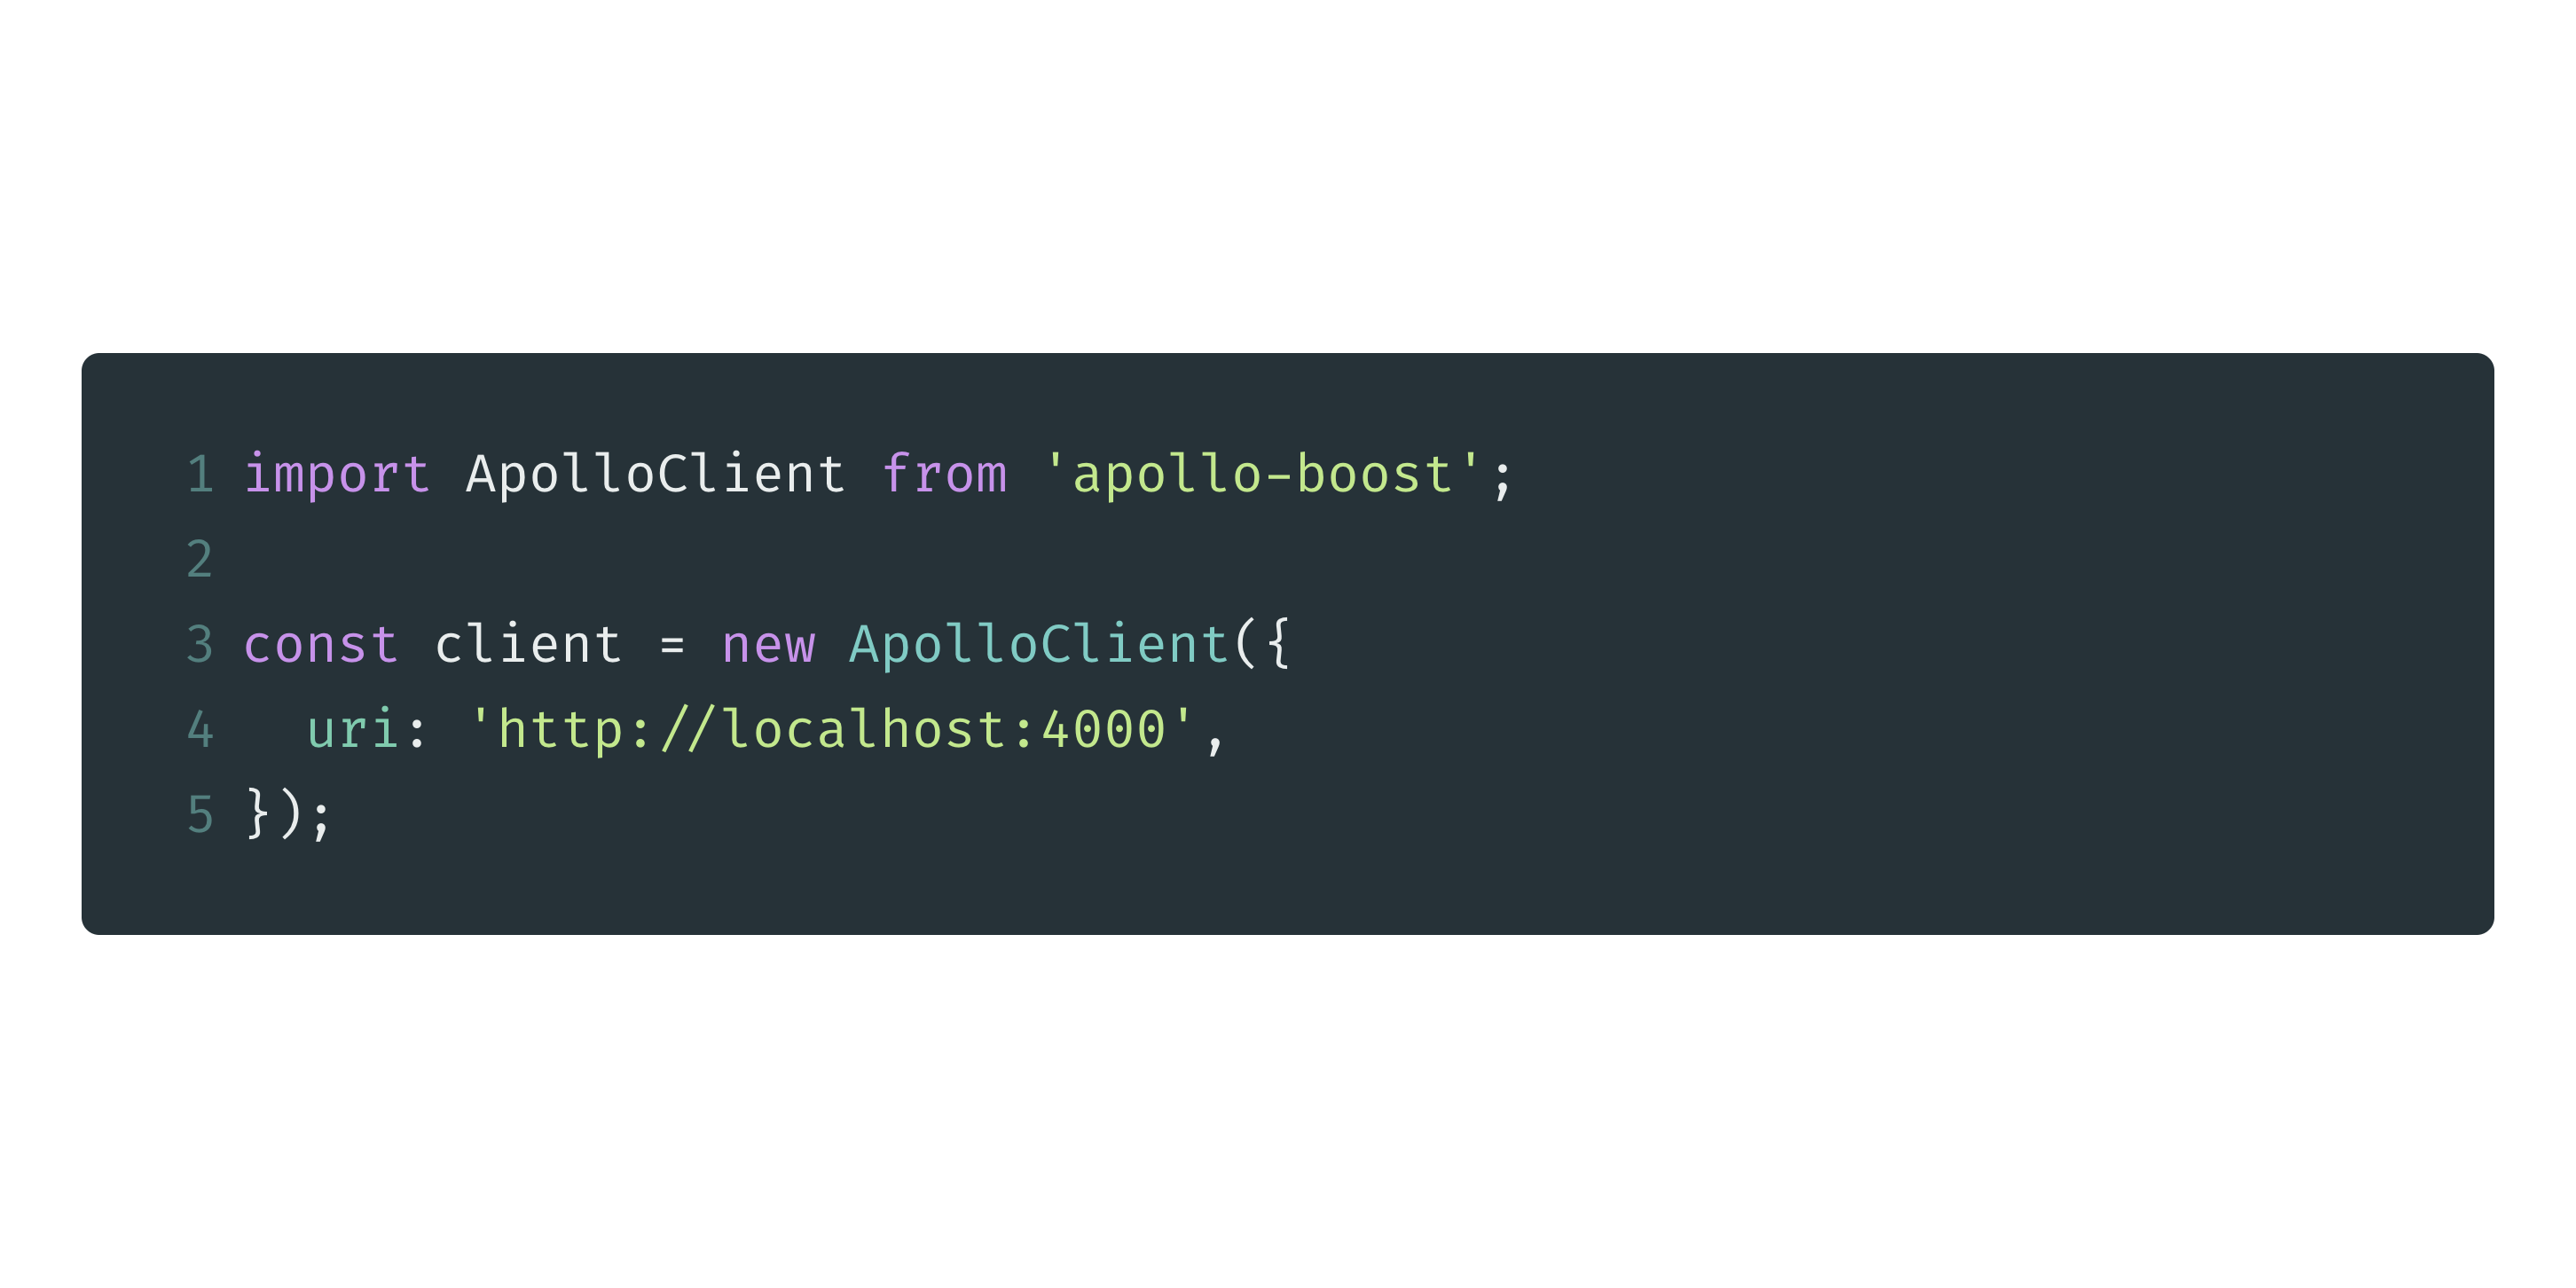 1 import ApolloClient from 'apollo-boost';
2
3 const client = new ApolloClient({
4   uri: 'http://localhost:4000',
5 });